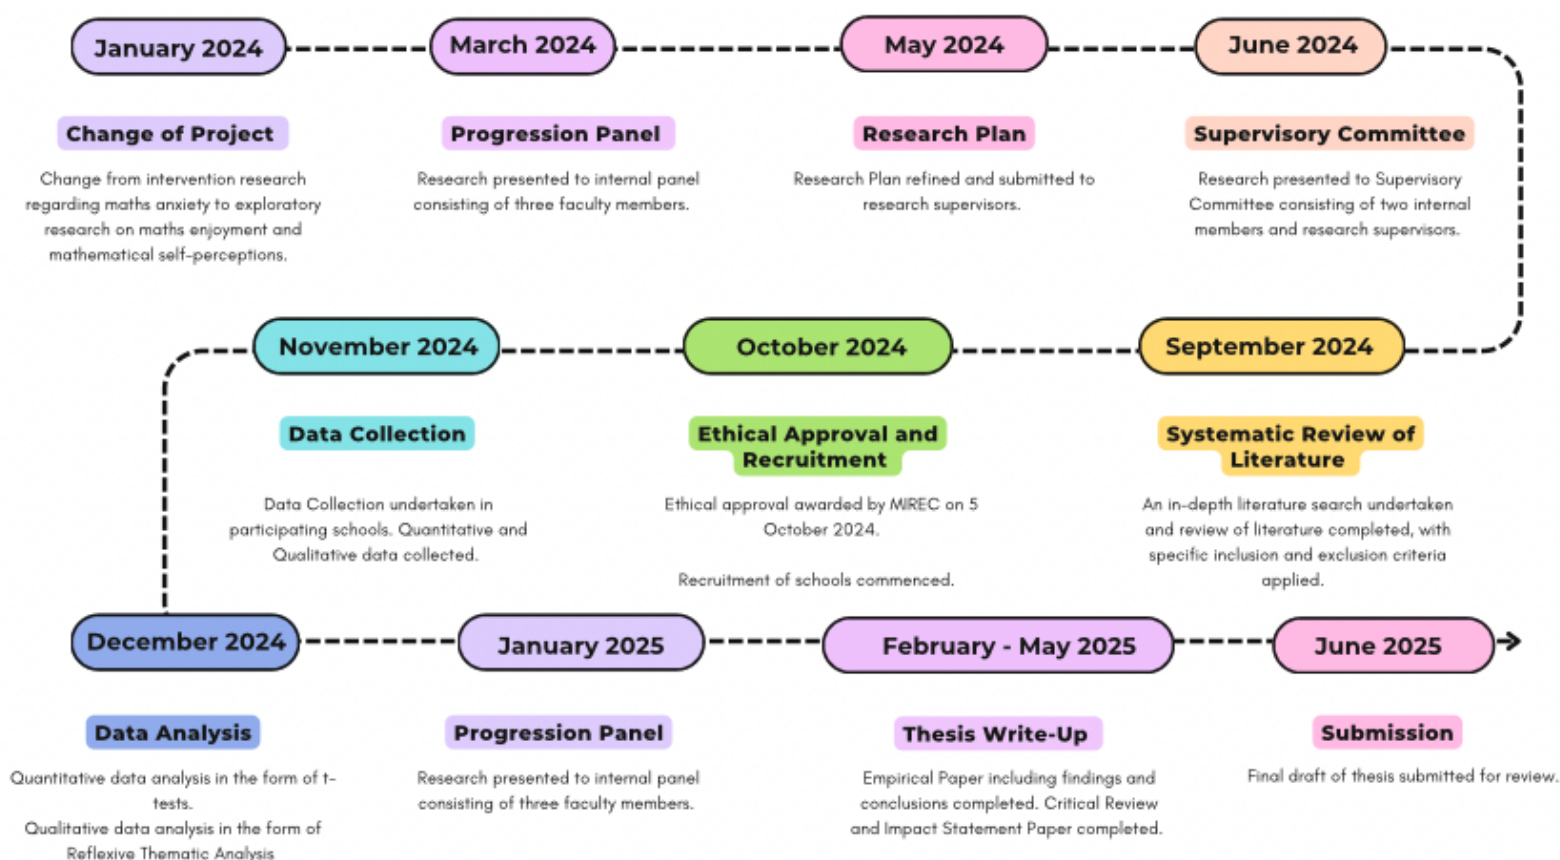 January 2024
March 2024
May 2024
June 2024
Change of Project
Change from intervention research
regarding maths anxiety to exploratory
research on maths enjoyment and
mathematical self-perceptions.
Progression Panel
Research presented to internal panel
consisting of three faculty members.
Research Plan
Research Plan refined and submitted to
research supervisors.
Supervisory Committee
Research presented to Supervisory
Committee consisting of two internal
members and research supervisors.
September 2024
Systematic Review of
Literature
An in-depth literature search undertaken
and review of literature completed, with
specific inclusion and exclusion criteria
applied.
October 2024
Ethical Approval and
Recruitment
Ethical approval awarded by MIREC on 5
October 2024.
Recruitment of schools commenced.
November 2024
Data Collection
Data Collection undertaken in
participating schools. Quantitative and
Qualitative data collected.
December 2024
Data Analysis
Quantitative data analysis in the form of t-
tests.
Qualitative data analysis in the form of
Reflexive Thematic Analysis
January 2025
Progression Panel
Research presented to internal panel
consisting of three faculty members.
February - May 2025
Thesis Write-Up
Empirical Paper including findings and
conclusions completed. Critical Review
and Impact Statement Paper completed.
June 2025
Submission
Final draft of thesis submitted for review.